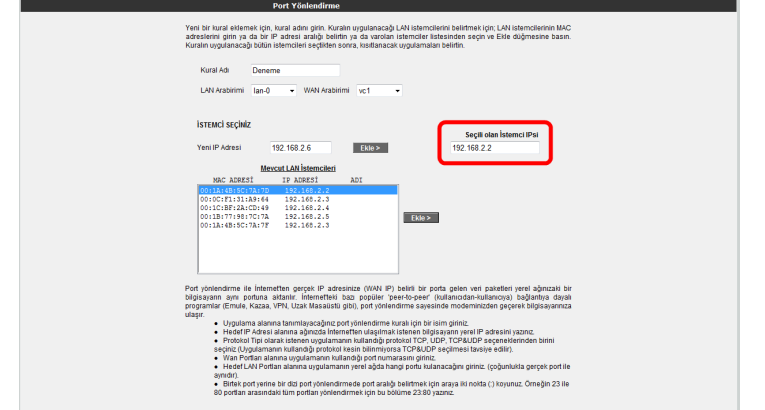 Port Yönlendirme
Yeni bir kural eklemek için, kural adını girin. Kuralın uygulanacağı LAN istemcilerini belirtmek için; LAN istemcilerinin MAC
adreslerini girin ya da bir IP adresi aralığı belirtin ya da varolan istemciler listesinden seçin ve Ekle düğmesine basın.
Kuralın uygulanacağı bütün istemcileri seçtikten sonra, kısıtlanacak uygulamaları belirtin.
Kural Adı Deneme
LAN Arabirimi lan-0 WAN Arabirimi vc1
İSTEMCİ SEÇİNİZ
Seçili olan İstemci IPsi
Yeni IP Adresi 192.168.2.6 Ekle > 192.168.2.2
Mevcut LAN İstemcileri
MAC ADRESİ IP ADRESİ ADI
00:1A:4B:5C:7A:7D 192.168.2.2
00:0C:F1:31:A9:64 192.168.2.3
00:1C:BF:2A:CD:49 192.168.2.4
00:1B:77:98:7C:7A 192.168.2.5
00:1A:4B:5C:7A:7F 192.168.2.3
Ekle >
Port yönlendirme ile İnternetten gerçek IP adresinize (WAN IP) belirli bir porta gelen veri paketleri yerel ağınızaki bir
bilgisayarın aynı portuna aktarılır. İnternetteki bazı popüler 'peer-to-peer' (kullanıcıdan-kullanıcıya) bağlantıya dayalı
programlar (Emule, Kazaa, VPN, Uzak Masaüstü gibi), port yönlendirme sayesinde modeminizden geçerek bilgisayarınıza
ulaşır.
• Uygulama alanına tanımlayacağınız port yönlendirme kuralı için bir isim giriniz.
• Hedef IP Adresi alanına ağınızda İnternetten ulaşılmak istenen bilgisayarın yerel IP adresini yazınız.
• Protokol Tipi olarak istenen uygulamanın kullandığı protokol TCP, UDP, TCP&UDP seçeneklerinden birini
seçiniz (Uygulamanın kullandığı protokol kesin bilinmiyorsa TCP&UDP seçilmesi tavsiye edilir).
• Wan Portları alanına uygulamanın kullandığı port numarasını giriniz.
• Hedef LAN Portları alanına uygulamanın yerel ağda hangi portu kulanacağını giriniz. (çoğunlukla gerçek port ile
aynıdır).
• Birtek port yerine bir dizi port yönlendirmede port aralığı belirtmek için araya iki nokta (:) koyunuz. Örneğin 23 ile
80 portları arasındaki tüm portları yönlendirmek için bu bölüme 23:80 yazınız.